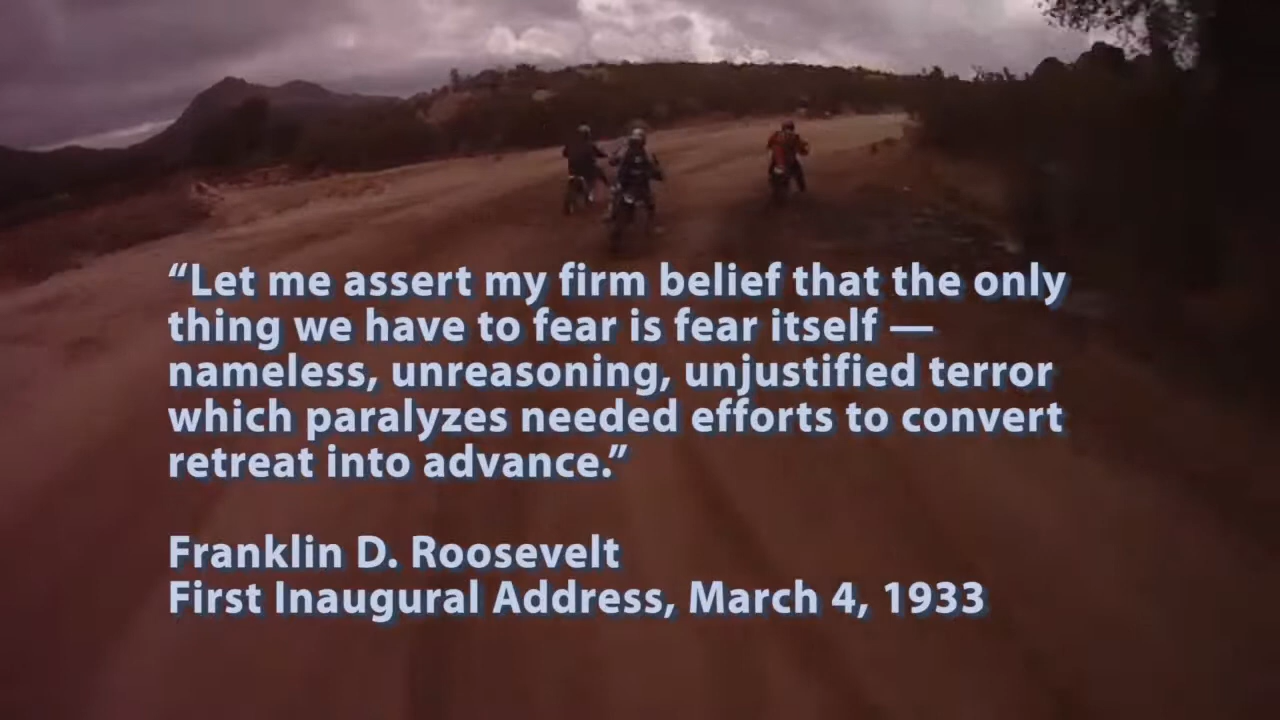 “Let me assert my firm belief that the only
thing we have to fear is fear itself —
nameless, unreasoning, unjustified terror
which paralyzes needed efforts to convert
retreat into advance.”
Franklin D. Roosevelt
First Inaugural Address, March 4, 1933